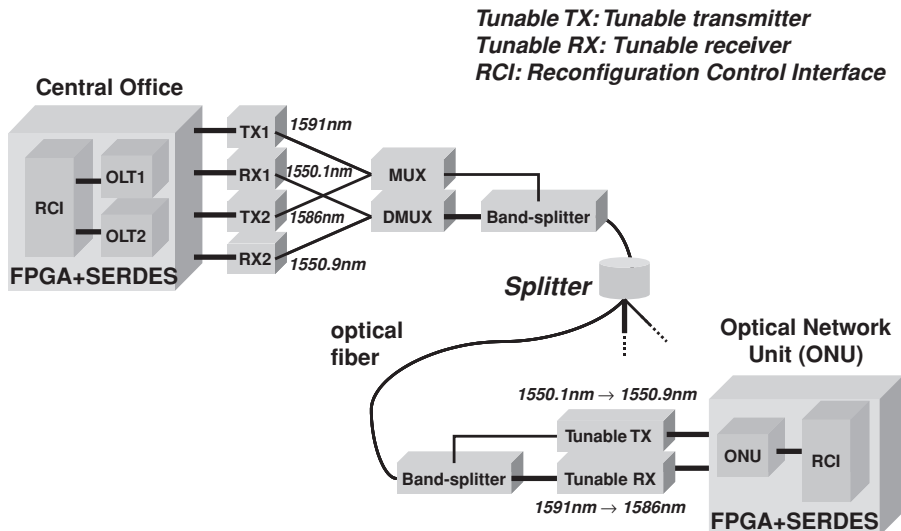 Tunable TX: Tunable transmitter
Tunable RX: Tunable receiver
RCI: Reconfiguration Control Interface
Central Office
TX1
1591nm
OLT1
RX1
1550.1nm
MUX
RCI
TX2
1586nm
DMUX
Band-splitter
OLT2
RX2
1550.9nm
FPGA+SERDES
Splitter
optical
fiber
Optical Network
Unit (ONU)
1550.1nm → 1550.9nm
Tunable TX
ONU
RCI
Band-splitter
Tunable RX
1591nm → 1586nm
FPGA+SERDES